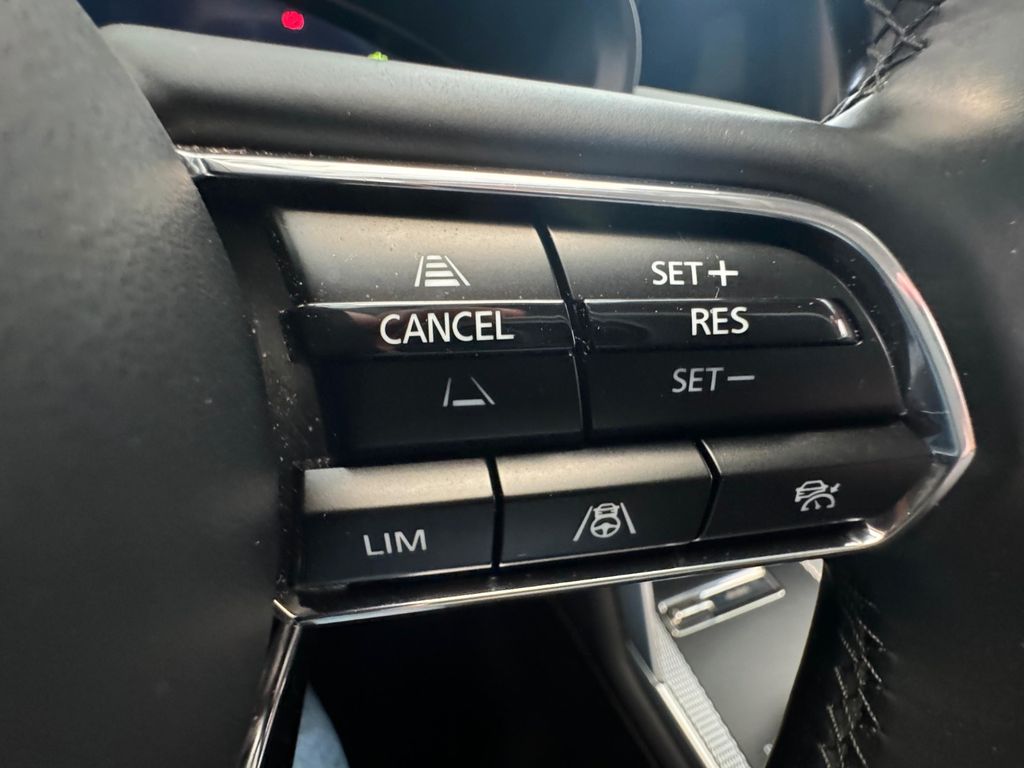 SET+
CANCEL
RES
SET-
LIM